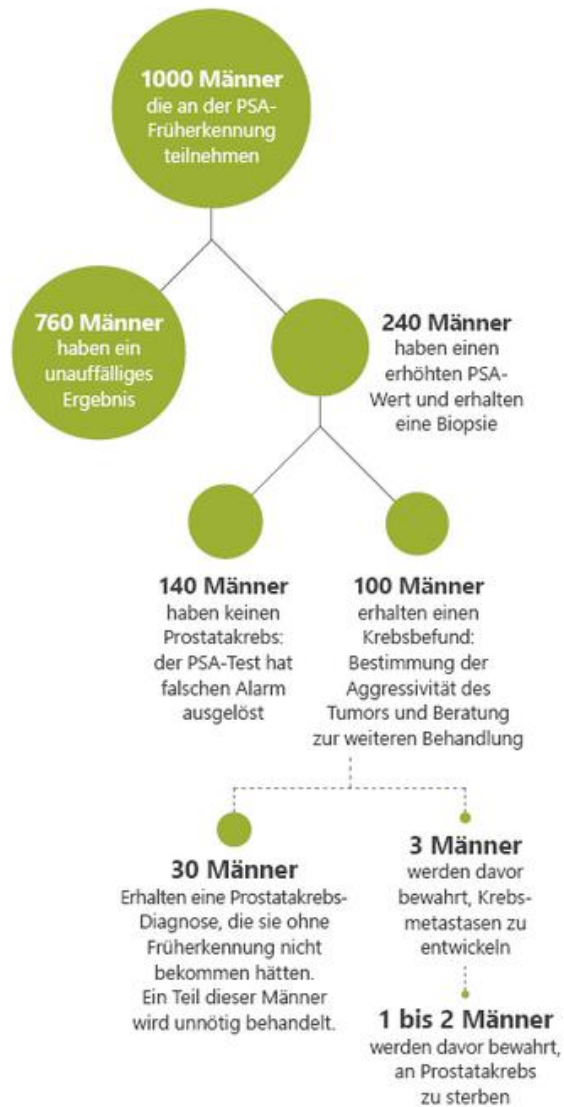 1000 Männer
die an der PSA-
Früherkennung
teilnehmen
760 Männer
haben ein
unauffälliges
Ergebnis
240 Männer
haben einen
erhöhten PSA-
Wert und erhalten
eine Biopsie
140 Männer
haben keinen
Prostatakrebs:
der PSA-Test hat
falschen Alarm
ausgelöst
100 Männer
erhalten einen
Krebsbefund:
Bestimmung der
Aggressivität des
Tumors und Beratung
zur weiteren Behandlung
30 Männer
Erhalten eine Prostatakrebs-
Diagnose, die sie ohne
Früherkennung nicht
bekommen hätten.
Ein Teil dieser Männer
wird unnötig behandelt.
3 Männer
werden davor
bewahrt, Krebs-
metastasen zu
entwickeln
1 bis 2 Männer
werden davor bewahrt,
an Prostatakrebs
zu sterben